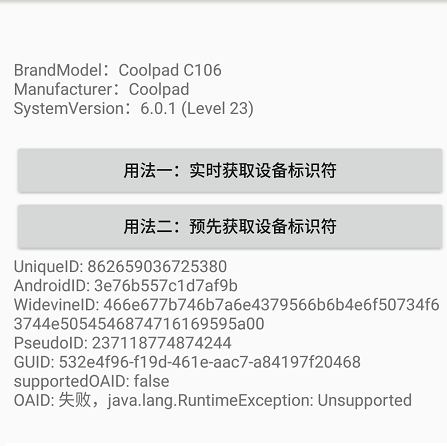 BrandModel：Coolpad C106
Manufacturer：Coolpad
SystemVersion：6.0.1 (Level 23)
用法一：实时获取设备标识符
用法二：预先获取设备标识符
UniqueID: 862659036725380
AndroidID: 3e76b557c1d7af9b
WidevineID: 466e677b746b7a6e4379566b6b4e6f50734f6
3744e5054546874716169595a00
PseudoID: 237118774874244
GUID: 532e4f96-f19d-461e-aac7-a84197f20468
supportedOAID: false
OAID: 失败，java.lang.RuntimeException: Unsupported